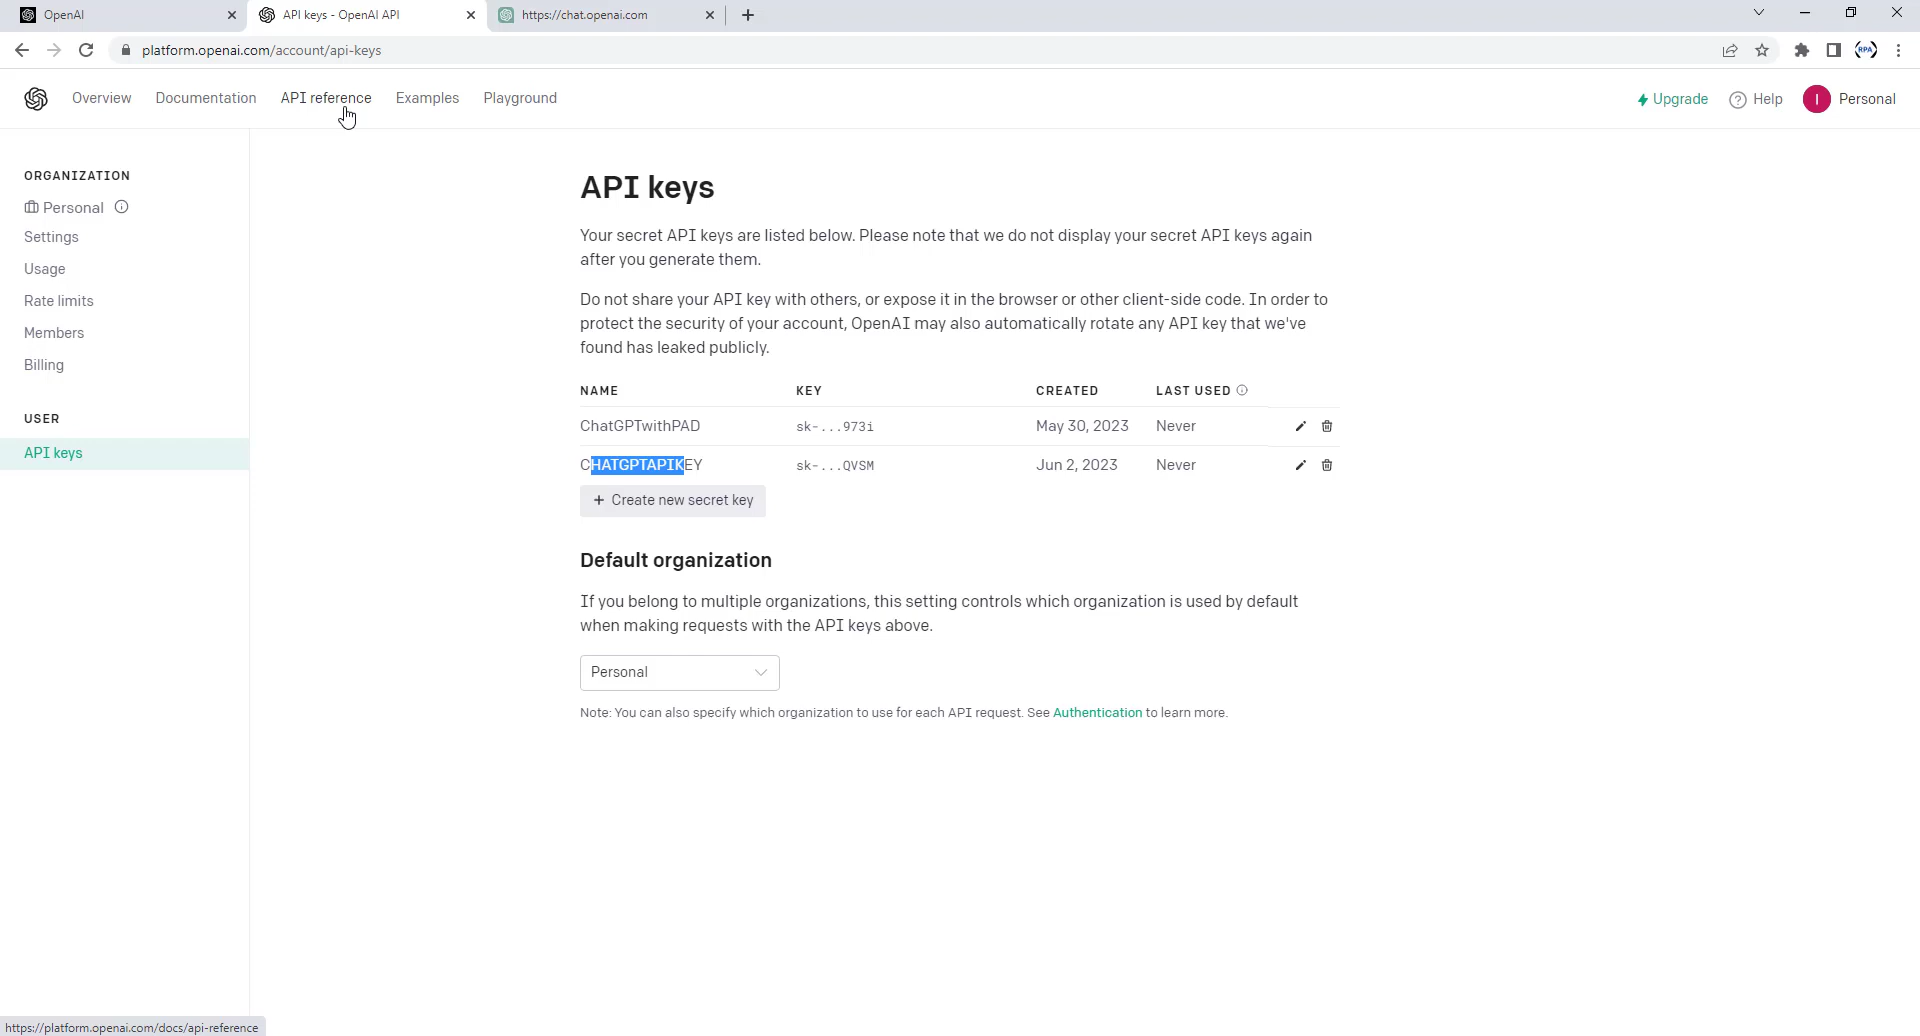 OpenAI
API keys - OpenAI API
https://chat.openai.com
platform.openai.com/account/api-keys
RPA
Overview
Documentation
API reference
Examples
Playground
Upgrade
? Help
I
Personal
ORGANIZATION
Personal
Settings
Usage
Rate limits
Members
Billing
USER
API keys
API keys
Your secret API keys are listed below. Please note that we do not display your secret API keys again
after you generate them.
Do not share your API key with others, or expose it in the browser or other client-side code. In order to
protect the security of your account, OpenAI may also automatically rotate any API key that we've
found has leaked publicly.
NAME KEY CREATED LAST USED
ChatGPTwithPAD sk-...973i May 30, 2023 Never
CHATGPTAPIKEY sk-...QVSM Jun 2, 2023 Never
+ Create new secret key
Default organization
If you belong to multiple organizations, this setting controls which organization is used by default
when making requests with the API keys above.
Personal
Note: You can also specify which organization to use for each API request. See Authentication to learn more.
https://platform.openai.com/docs/api-reference